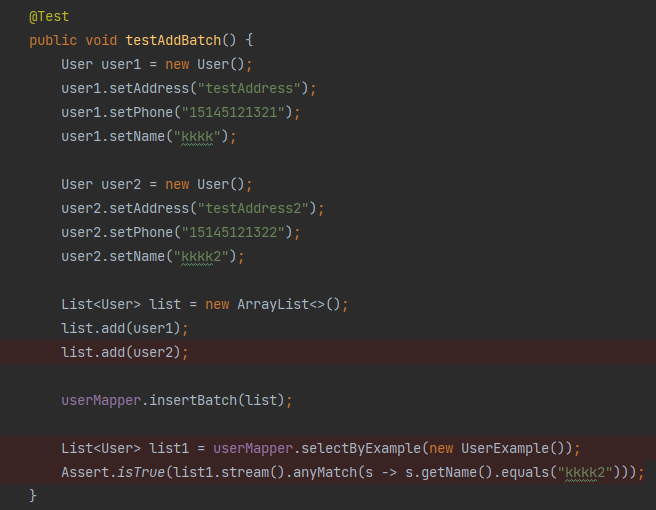 @Test
public void testAddBatch() {
    User user1 = new User();
    user1.setAddress("testAddress");
    user1.setPhone("15145121321");
    user1.setName("kkkk");

    User user2 = new User();
    user2.setAddress("testAddress2");
    user2.setPhone("15145121322");
    user2.setName("kkkk2");

    List<User> list = new ArrayList<>();
    list.add(user1);
    list.add(user2);

    userMapper.insertBatch(list);

    List<User> list1 = userMapper.selectByExample(new UserExample());
    Assert.isTrue(list1.stream().anyMatch(s -> s.getName().equals("kkkk2")));
}